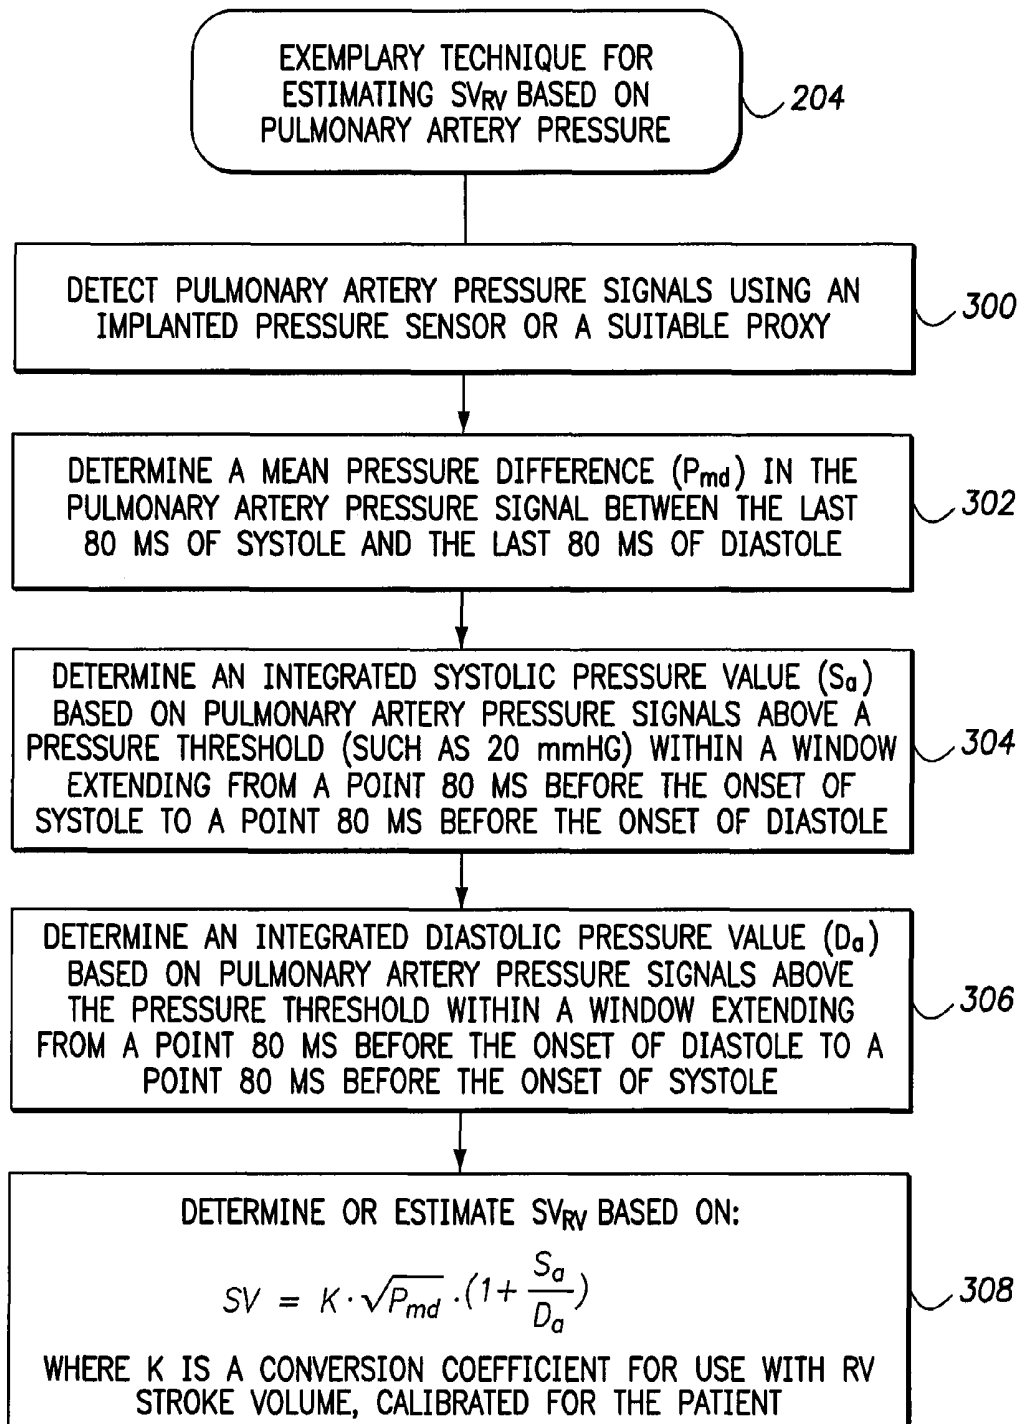 EXEMPLARY TECHNIQUE FOR
ESTIMATING SVRV BASED ON
PULMONARY ARTERY PRESSURE
204
DETECT PULMONARY ARTERY PRESSURE SIGNALS USING AN
IMPLANTED PRESSURE SENSOR OR A SUITABLE PROXY
300
DETERMINE A MEAN PRESSURE DIFFERENCE (Pmd) IN THE
PULMONARY ARTERY PRESSURE SIGNAL BETWEEN THE LAST
80 MS OF SYSTOLE AND THE LAST 80 MS OF DIASTOLE
302
DETERMINE AN INTEGRATED SYSTOLIC PRESSURE VALUE (Sa)
BASED ON PULMONARY ARTERY PRESSURE SIGNALS ABOVE A
PRESSURE THRESHOLD (SUCH AS 20 mmHG) WITHIN A WINDOW
EXTENDING FROM A POINT 80 MS BEFORE THE ONSET OF
SYSTOLE TO A POINT 80 MS BEFORE THE ONSET OF DIASTOLE
304
DETERMINE AN INTEGRATED DIASTOLIC PRESSURE VALUE (Da)
BASED ON PULMONARY ARTERY PRESSURE SIGNALS ABOVE
THE PRESSURE THRESHOLD WITHIN A WINDOW EXTENDING
FROM A POINT 80 MS BEFORE THE ONSET OF DIASTOLE TO A
POINT 80 MS BEFORE THE ONSET OF SYSTOLE
306
DETERMINE OR ESTIMATE SVRV BASED ON:
SV = K · √Pmd · (1 + Sa/Da)
WHERE K IS A CONVERSION COEFFICIENT FOR USE WITH RV
STROKE VOLUME, CALIBRATED FOR THE PATIENT
308